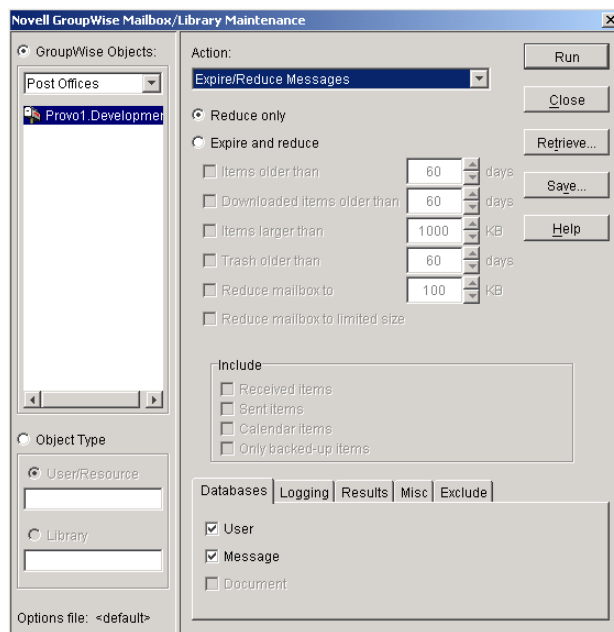 Novell GroupWise Mailbox/Library Maintenance
GroupWise Objects:
Post Offices
Provo1.Developmer
Object Type
User/Resource
Library
Options file: <default>
Action:
Expire/Reduce Messages
Reduce only
Expire and reduce
Items older than 60 days
Downloaded items older than 60 days
Items larger than 1000 KB
Trash older than 60 days
Reduce mailbox to 100 KB
Reduce mailbox to limited size
Include
Received items
Sent items
Calendar items
Only backed-up items
Databases Logging Results Misc Exclude
User
Message
Document
Run
Close
Retrieve...
Save...
Help